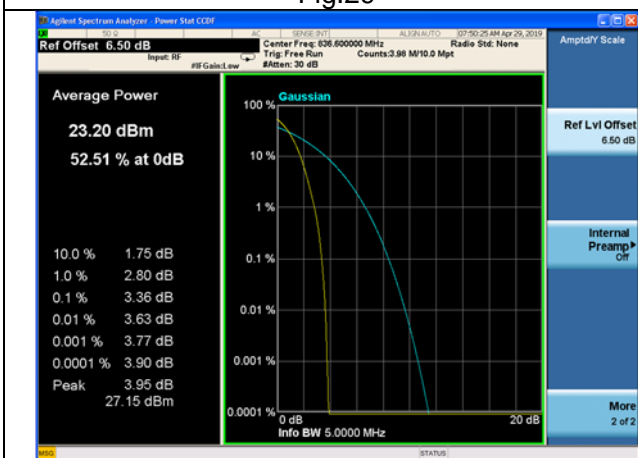 Agilent Spectrum Analyzer - Power Stat CCDF
50 Ω AC SENSE:INT ALIGN AUTO 07:50:25 AM Apr 29, 2019
Ref Offset 6.50 dB
Input: RF
#IFGain:Low
Center Freq: 836.600000 MHz
Radio Std: None
Trig: Free Run
Counts:3.98 M/10.0 Mpt
#Atten: 30 dB
Amptd/Y Scale
Average Power
23.20 dBm
52.51 % at 0dB
10.0 % 1.75 dB
1.0 % 2.80 dB
0.1 % 3.36 dB
0.01 % 3.63 dB
0.001 % 3.77 dB
0.0001 % 3.90 dB
Peak 3.95 dB
27.15 dBm
Gaussian
100 %
10 %
1 %
0.1 %
0.01 %
0.001 %
0.0001 %
0 dB
20 dB
Info BW 5.0000 MHz
Ref Lvl Offset
6.50 dB
Internal
Preamp
Off
More
2 of 2
MSG
STATUS